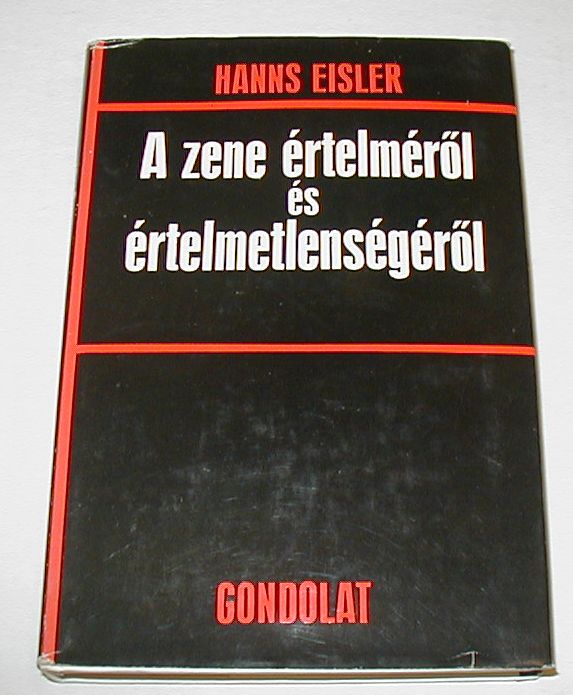 HANNS EISLER
A zene értelméről
és
értelmetlenségéről
GONDOLAT